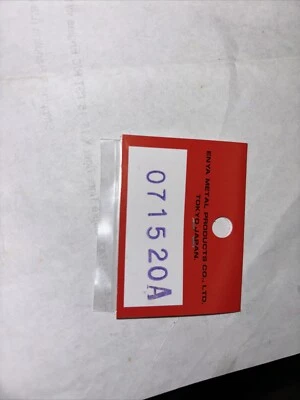 ENYA METAL PRODUCTS CO., LTD.
TOKYO JAPAN.
071520A